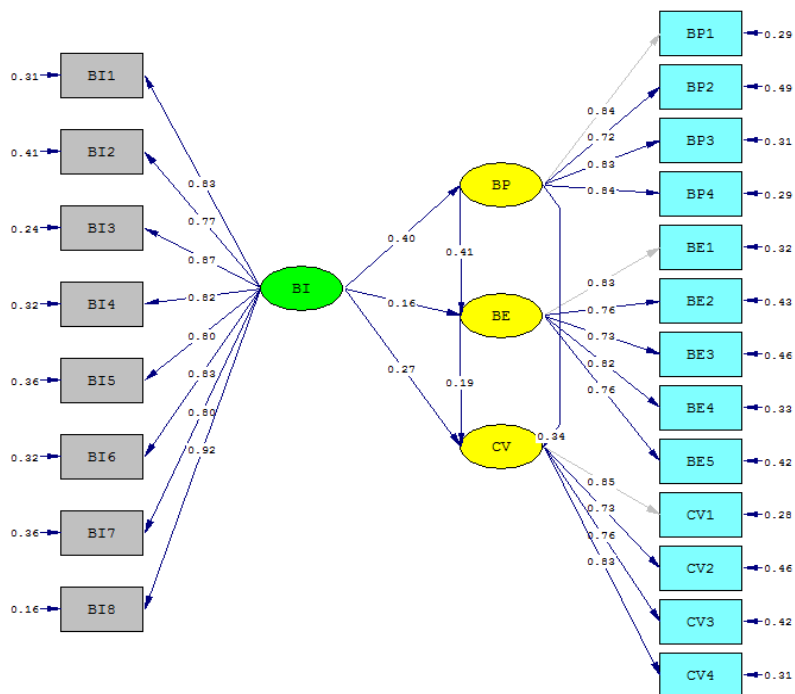 0.31 BI1
0.41 BI2
0.24 BI3
0.32 BI4
0.36 BI5
0.32 BI6
0.36 BI7
0.16 BI8
0.83
0.77
0.87
0.82
0.80
0.83
0.80
0.92
BI
0.40
0.16
0.27
BP
0.41
BE
0.19
CV
0.34
0.84
0.72
0.83
0.84
0.83
0.76
0.73
0.82
0.76
0.85
0.73
0.76
0.83
BP1 0.29
BP2 0.49
BP3 0.31
BP4 0.29
BE1 0.32
BE2 0.43
BE3 0.46
BE4 0.33
BE5 0.42
CV1 0.28
CV2 0.46
CV3 0.42
CV4 0.31